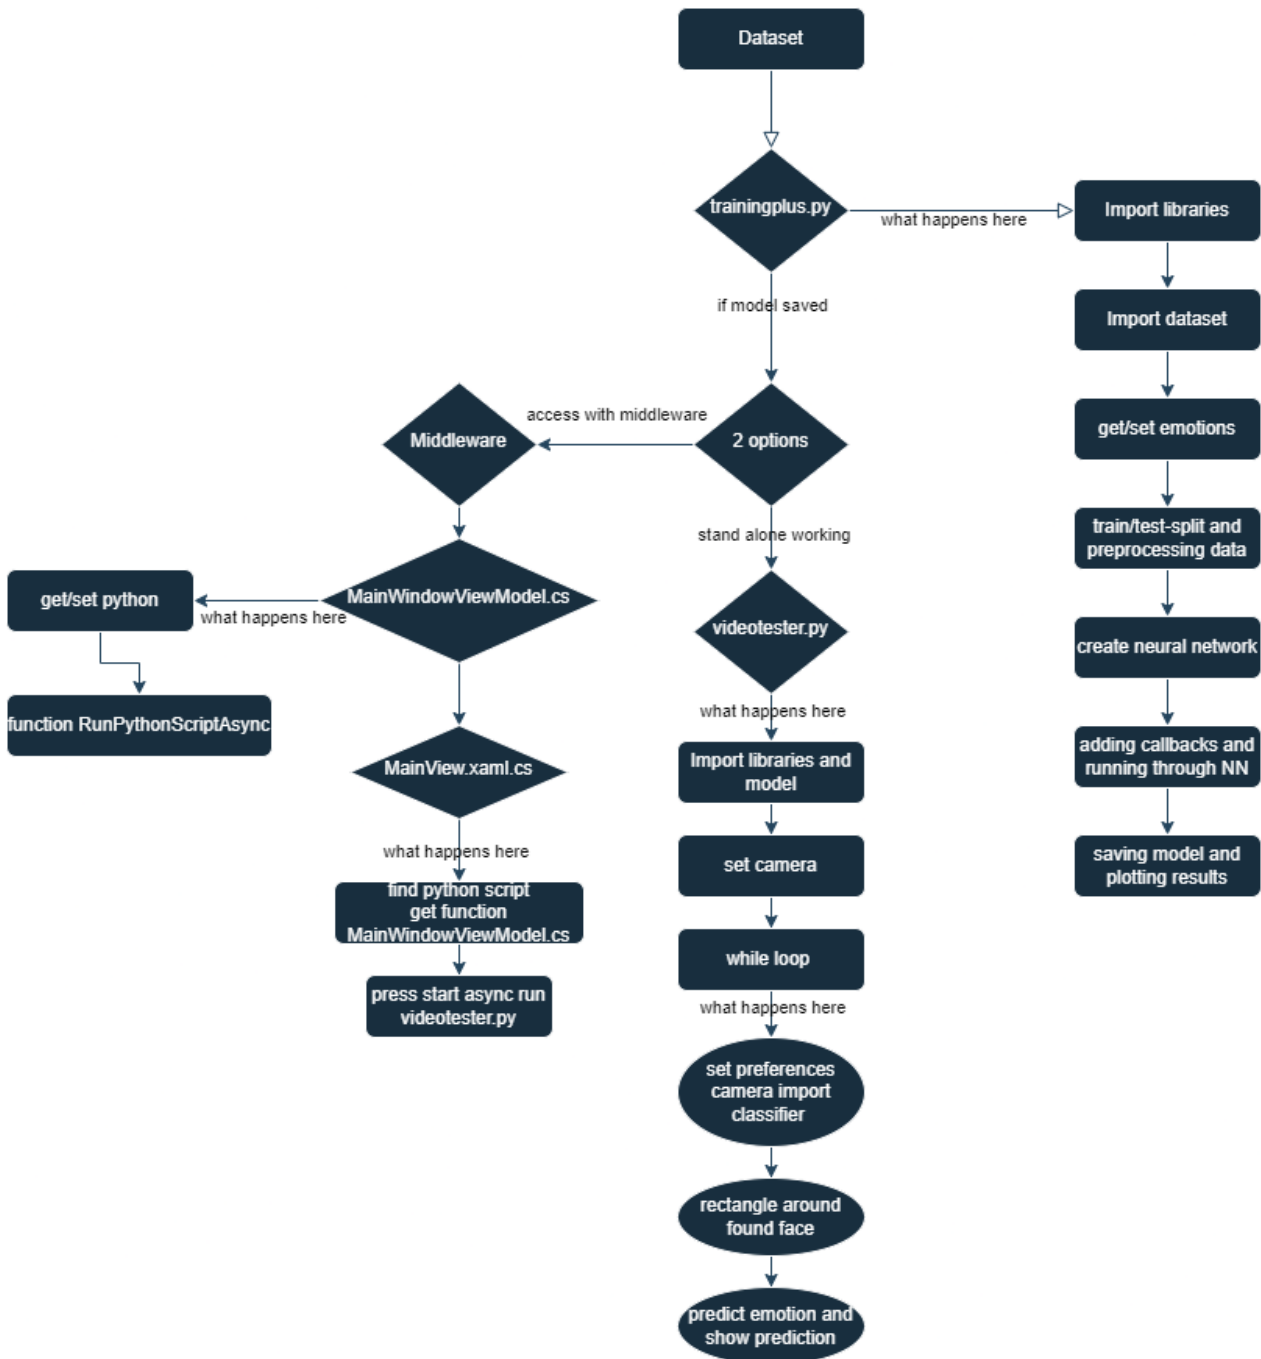 Dataset
trainingplus.py
what happens here
Import libraries
if model saved
Import dataset
get/set emotions
train/test-split and
preprocessing data
create neural network
adding callbacks and
running through NN
saving model and
plotting results
2 options
access with middleware
Middleware
MainWindowViewModel.cs
what happens here
get/set python
function RunPythonScriptAsync
MainView.xaml.cs
what happens here
find python script
get function
MainWindowViewModel.cs
press start async run
videotester.py
stand alone working
videotester.py
what happens here
Import libraries and
model
set camera
while loop
what happens here
set preferences
camera import
classifier
rectangle around
found face
predict emotion and
show prediction